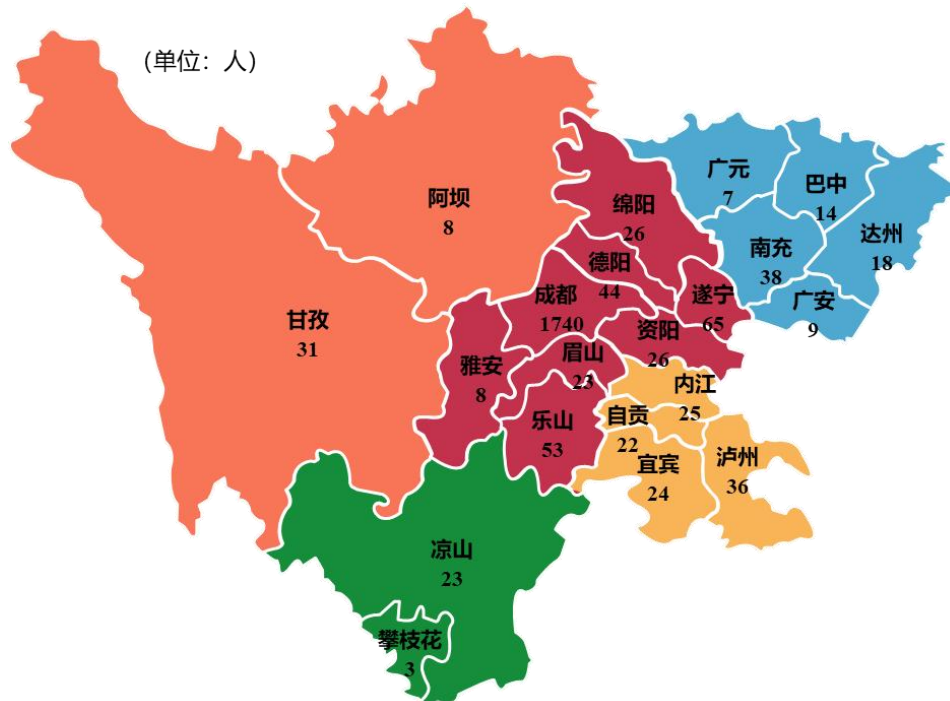 (单位：人)
广元
7
巴中
14
阿坝
8
绵阳
26
达州
18
南充
38
德阳
44
遂宁
65
广安
9
成都
1740
甘孜
31
资阳
26
眉山
23
雅安
8
内江
25
自贡
22
乐山
53
宜宾
24
泸州
36
凉山
23
攀枝花
3